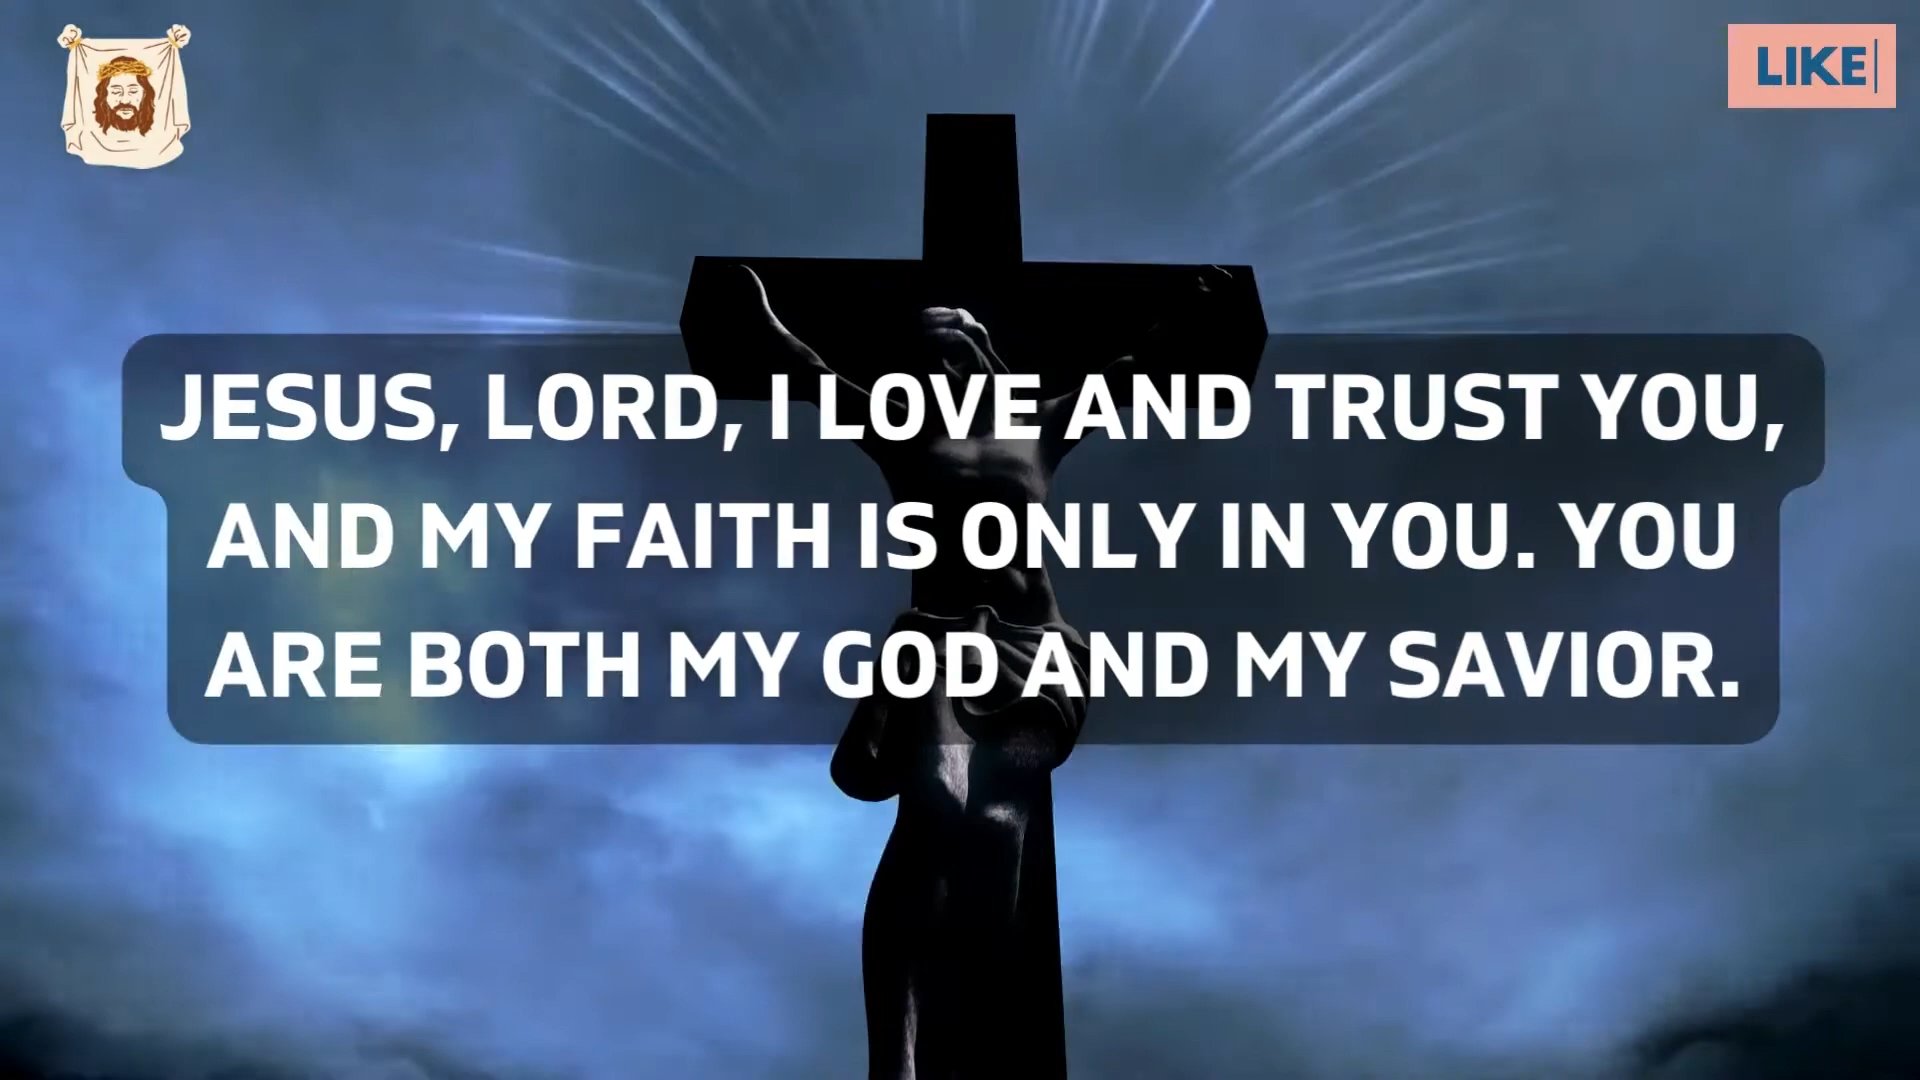 LIKE
JESUS, LORD, I LOVE AND TRUST YOU,
AND MY FAITH IS ONLY IN YOU. YOU
ARE BOTH MY GOD AND MY SAVIOR.